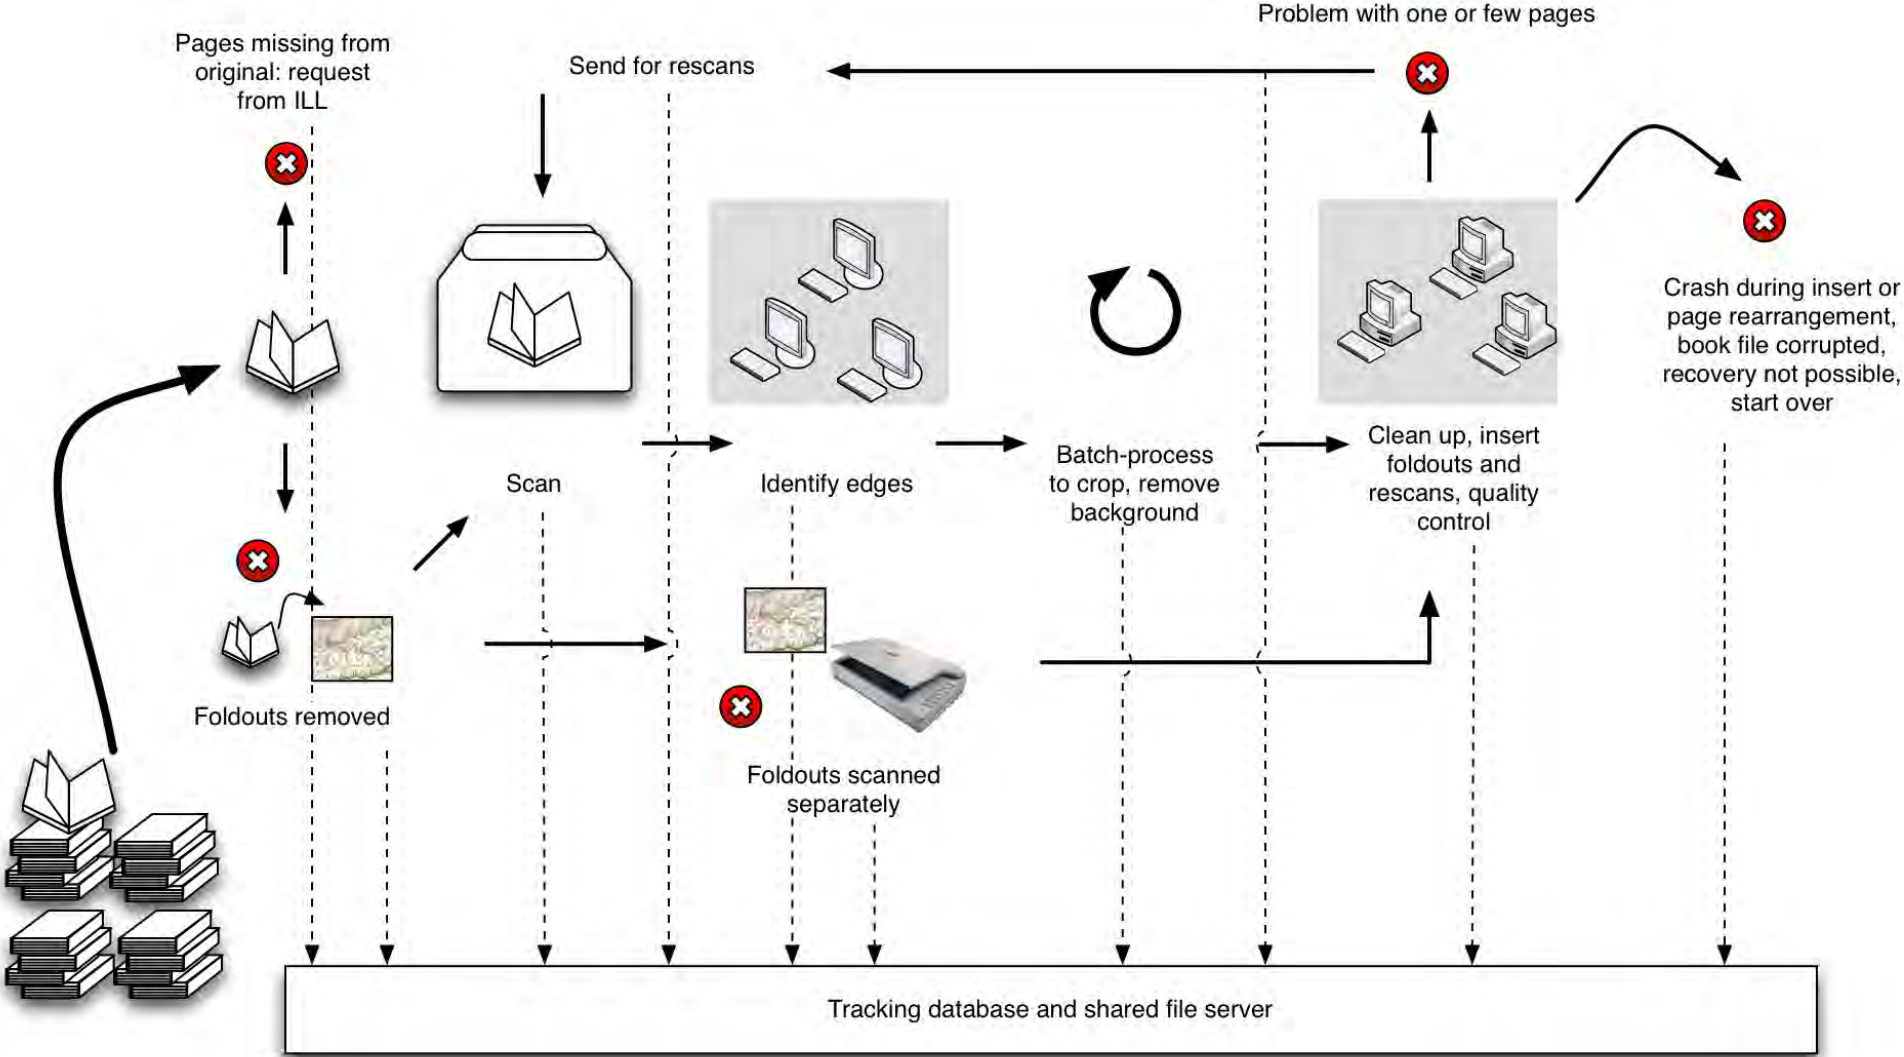 Problem with one or few pages
Pages missing from
original: request
from ILL
Send for rescans
Crash during insert or
page rearrangement,
book file corrupted,
recovery not possible,
start over
Scan
Identify edges
Batch-process
to crop, remove
background
Clean up, insert
foldouts and
rescans, quality
control
Foldouts removed
Foldouts scanned
separately
Tracking database and shared file server